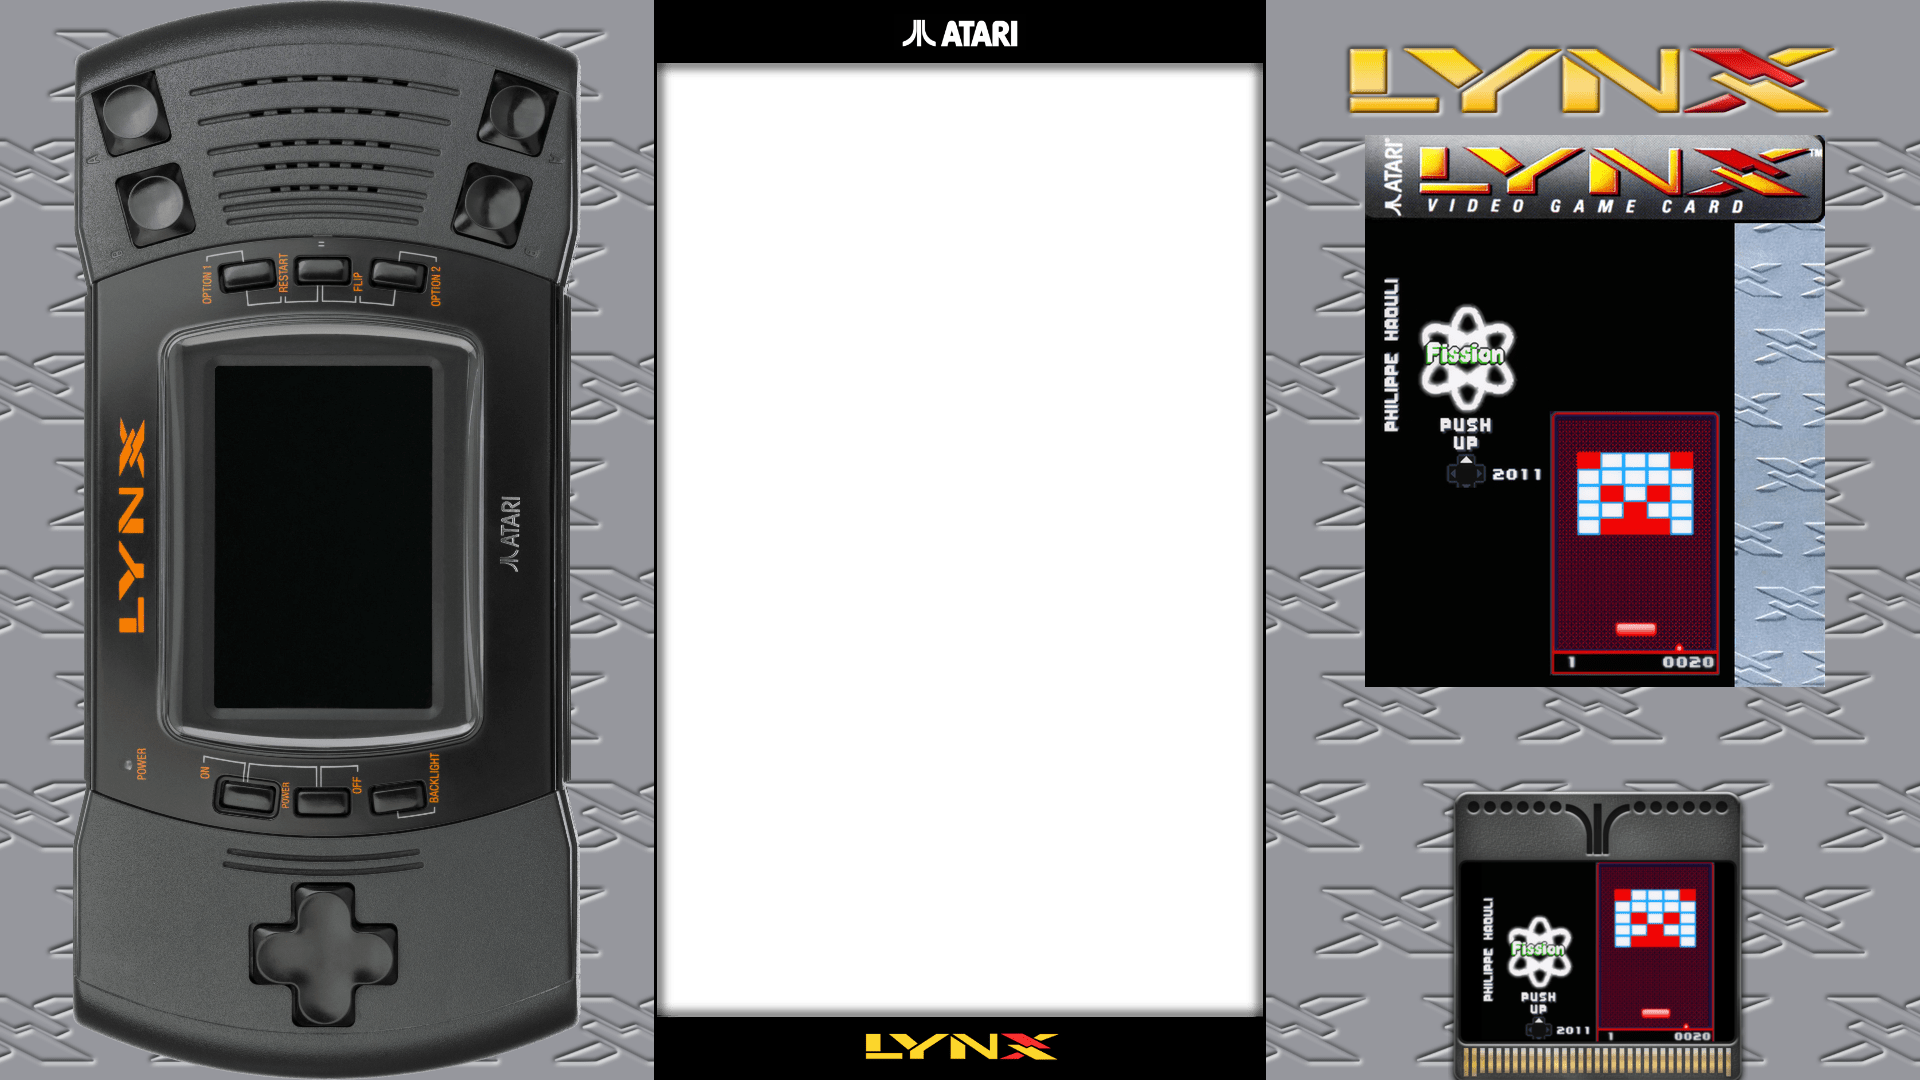 OPTION 1
RESTART
FLIP
OPTION 2
LYNX
ATARI
POWER
ON
POWER
OFF
BACKLIGHT
ATARI
LYNX
LYNX
ATARI
LYNX™
VIDEO GAME CARD
PHILIPPE HAOULI
Fission
PUSH
UP
2011
1 0020
PHILIPPE HAOULI
Fission
PUSH
UP
2011
1 0020